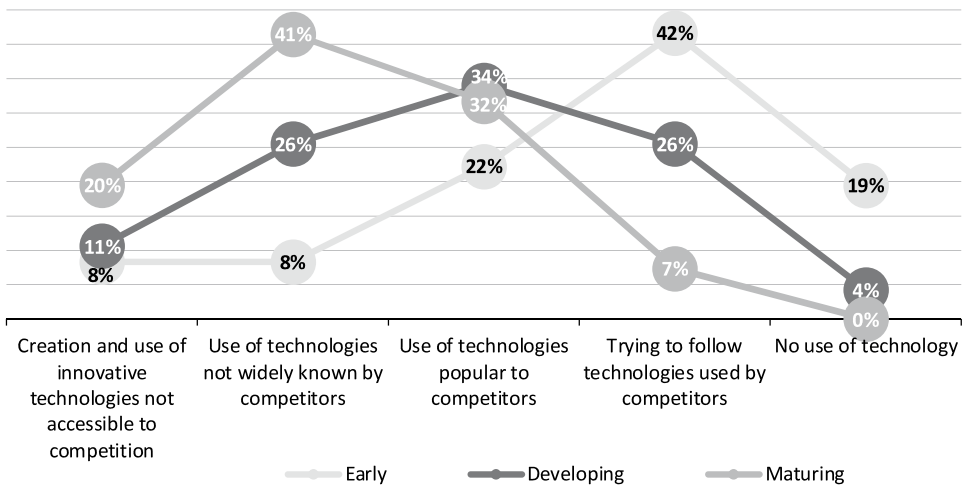 42%
41%
34%
32%
26%
26%
22%
20%
19%
11%
8%
8%
7%
4%
0%
Creation and use of
innovative
technologies not
accessible to
competition
Use of technologies
not widely known by
competitors
Use of technologies
popular to
competitors
Trying to follow
technologies used by
competitors
No use of technology
Early
Developing
Maturing